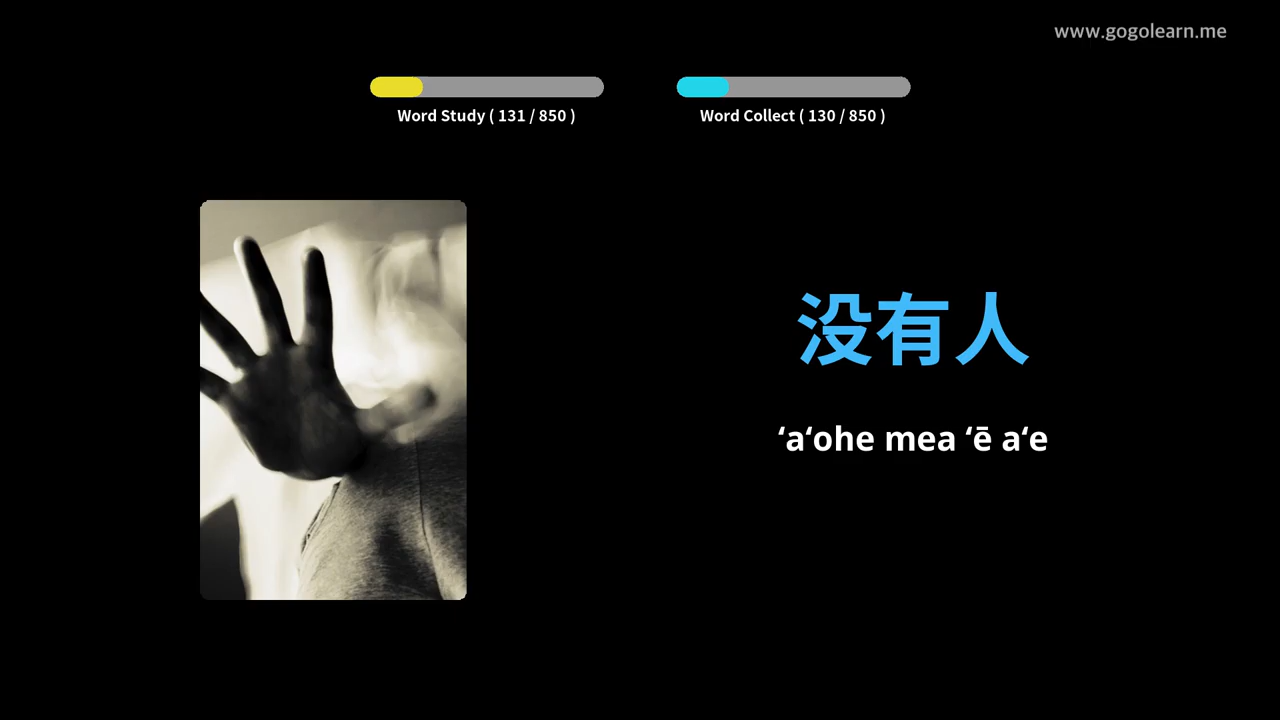 www.gogolearn.me
Word Study ( 131 / 850 )
Word Collect ( 130 / 850 )
没有人
ʻaʻohe mea ʻē aʻe